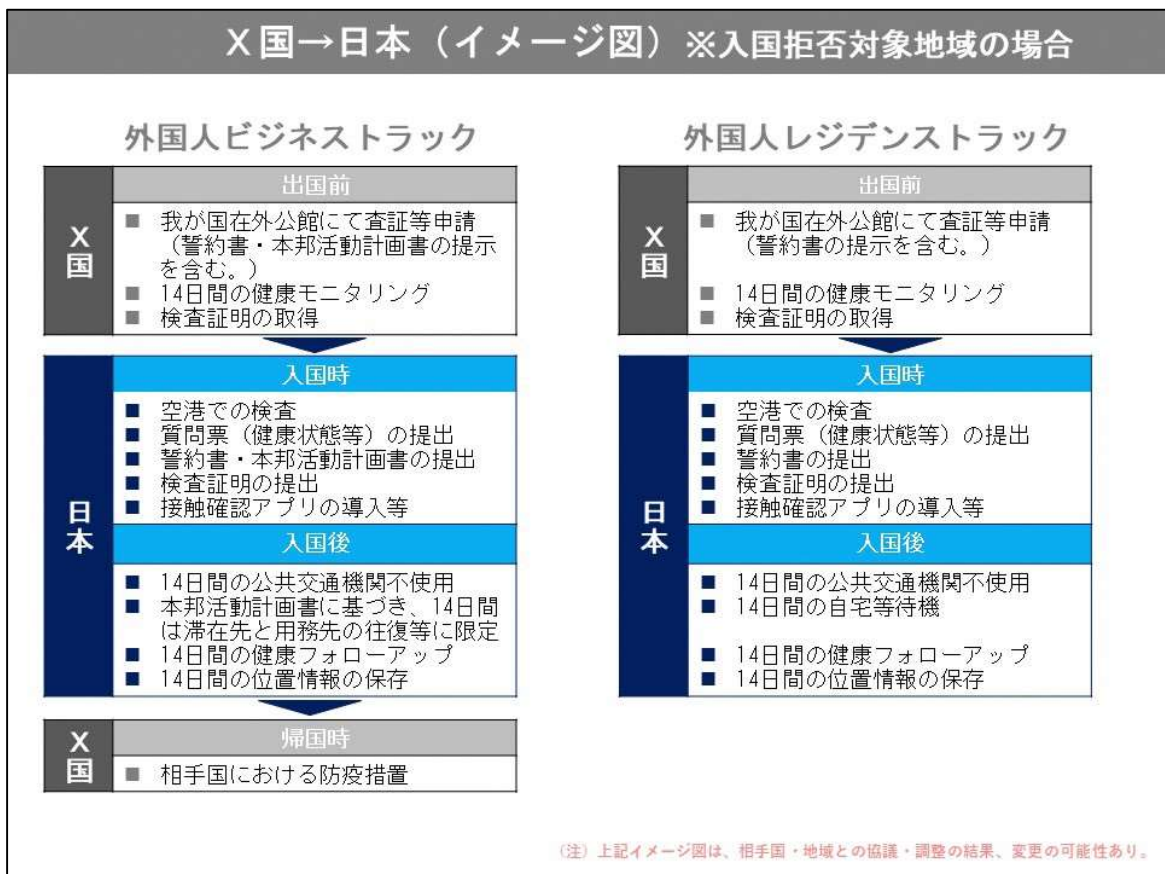 X国→日本（イメージ図）※入国拒否対象地域の場合
外国人ビジネストラック
X国
出国前
■ 我が国在外公館にて査証等申請
（誓約書・本邦活動計画書の提示
を含む。）
■ 14日間の健康モニタリング
■ 検査証明の取得
日本
入国時
■ 空港での検査
■ 質問票（健康状態等）の提出
■ 誓約書・本邦活動計画書の提出
■ 検査証明の提出
■ 接触確認アプリの導入等
入国後
■ 14日間の公共交通機関不使用
■ 本邦活動計画書に基づき、14日間
は滞在先と用務先の往復等に限定
■ 14日間の健康フォローアップ
■ 14日間の位置情報の保存
X国
帰国時
■ 相手国における防疫措置
外国人レジデンストラック
X国
出国前
■ 我が国在外公館にて査証等申請
（誓約書の提示を含む。）
■ 14日間の健康モニタリング
■ 検査証明の取得
日本
入国時
■ 空港での検査
■ 質問票（健康状態等）の提出
■ 誓約書の提出
■ 検査証明の提出
■ 接触確認アプリの導入等
入国後
■ 14日間の公共交通機関不使用
■ 14日間の自宅等待機
■ 14日間の健康フォローアップ
■ 14日間の位置情報の保存
（注）上記イメージ図は、相手国・地域との協議・調整の結果、変更の可能性あり。